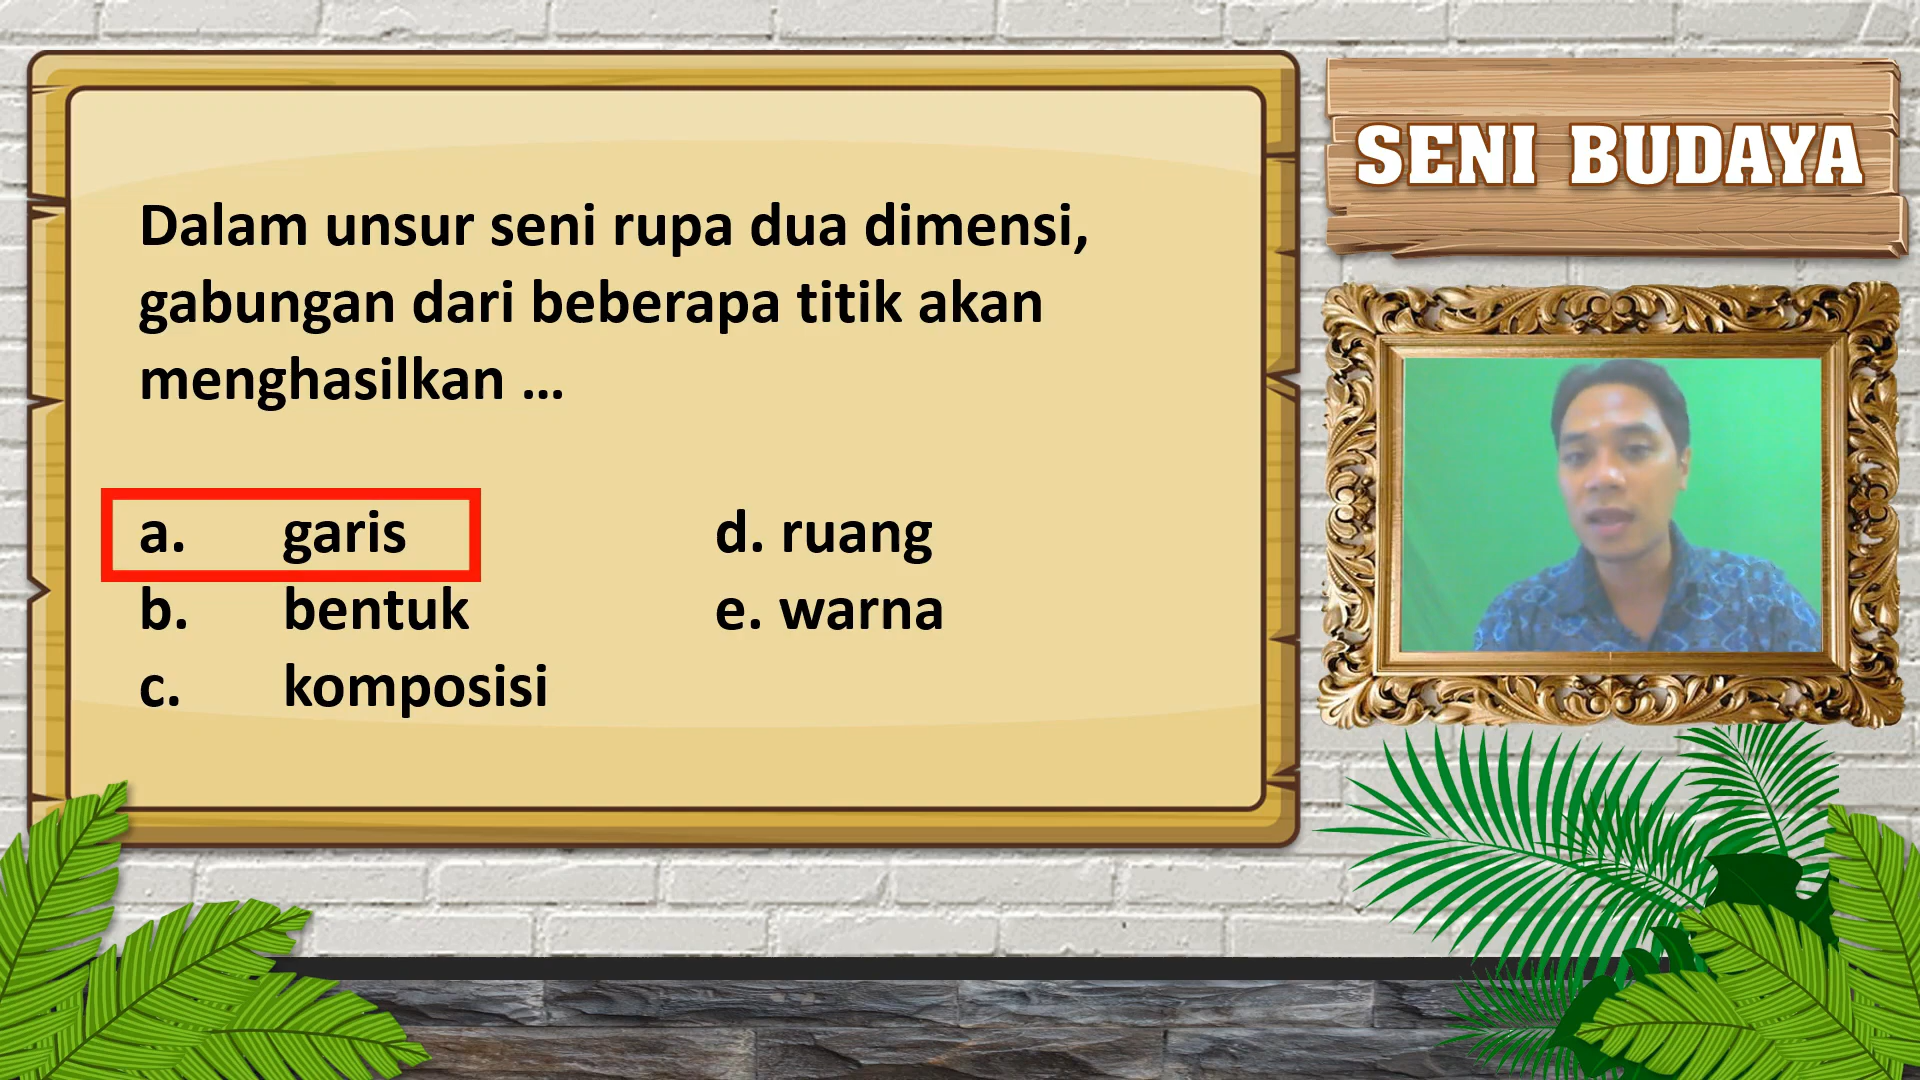 SENI BUDAYA
Dalam unsur seni rupa dua dimensi,
gabungan dari beberapa titik akan
menghasilkan ...
a. garis
b. bentuk
c. komposisi
d. ruang
e. warna